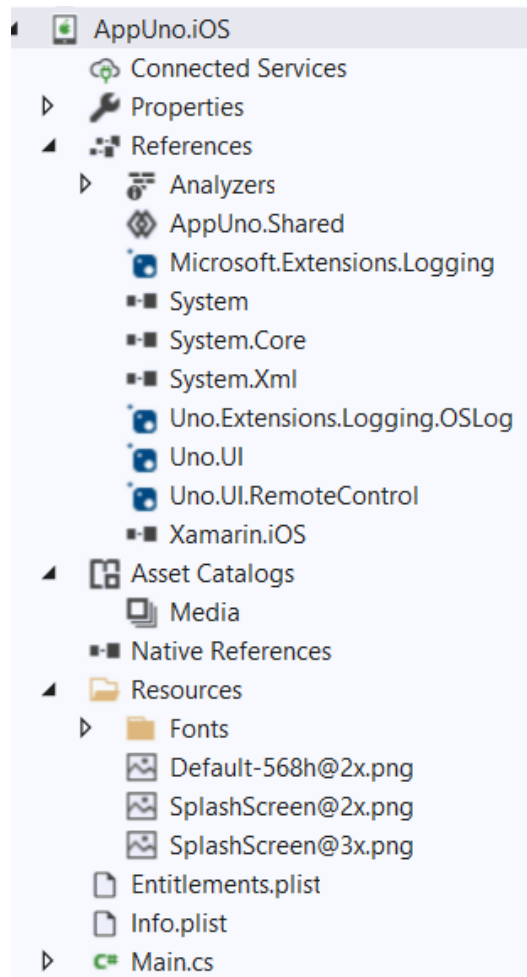 AppUno.iOS
Connected Services
Properties
References
Analyzers
AppUno.Shared
Microsoft.Extensions.Logging
System
System.Core
System.Xml
Uno.Extensions.Logging.OSLog
Uno.UI
Uno.UI.RemoteControl
Xamarin.iOS
Asset Catalogs
Media
Native References
Resources
Fonts
Default-568h@2x.png
SplashScreen@2x.png
SplashScreen@3x.png
Entitlements.plist
Info.plist
C# Main.cs